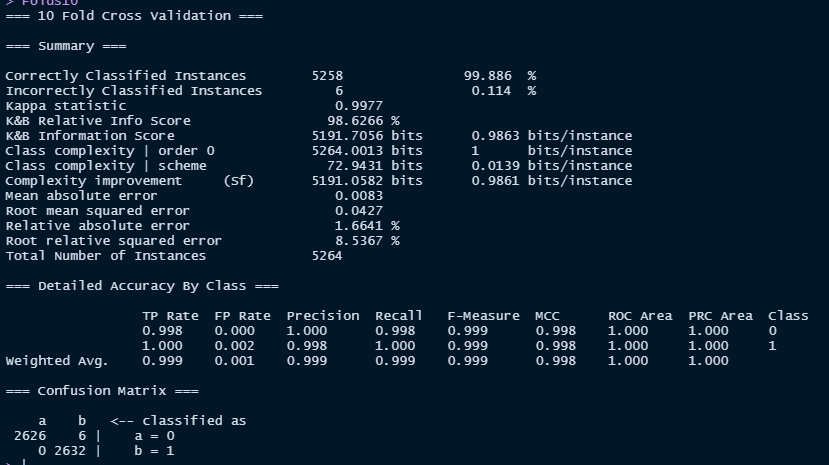 === 10 Fold Cross Validation ===
=== Summary ===
Correctly Classified Instances 5258 99.886 %
Incorrectly Classified Instances 6 0.114 %
Kappa statistic 0.9977
K&B Relative Info Score 98.6266 %
K&B Information Score 5191.7056 bits 0.9863 bits/instance
Class complexity | order 0 5264.0013 bits 1 bits/instance
Class complexity | scheme 72.9431 bits 0.0139 bits/instance
Complexity improvement (Sf) 5191.0582 bits 0.9861 bits/instance
Mean absolute error 0.0083
Root mean squared error 0.0427
Relative absolute error 1.6641 %
Root relative squared error 8.5367 %
Total Number of Instances 5264
=== Detailed Accuracy By Class ===
TP Rate FP Rate Precision Recall F-Measure MCC ROC Area PRC Area Class
0.998 0.000 1.000 0.998 0.999 0.998 1.000 1.000 0
1.000 0.002 0.998 1.000 0.999 0.998 1.000 1.000 1
Weighted Avg. 0.999 0.001 0.999 0.999 0.999 0.998 1.000 1.000
=== Confusion Matrix ===
a b <-- classified as
2626 6 | a = 0
0 2632 | b = 1